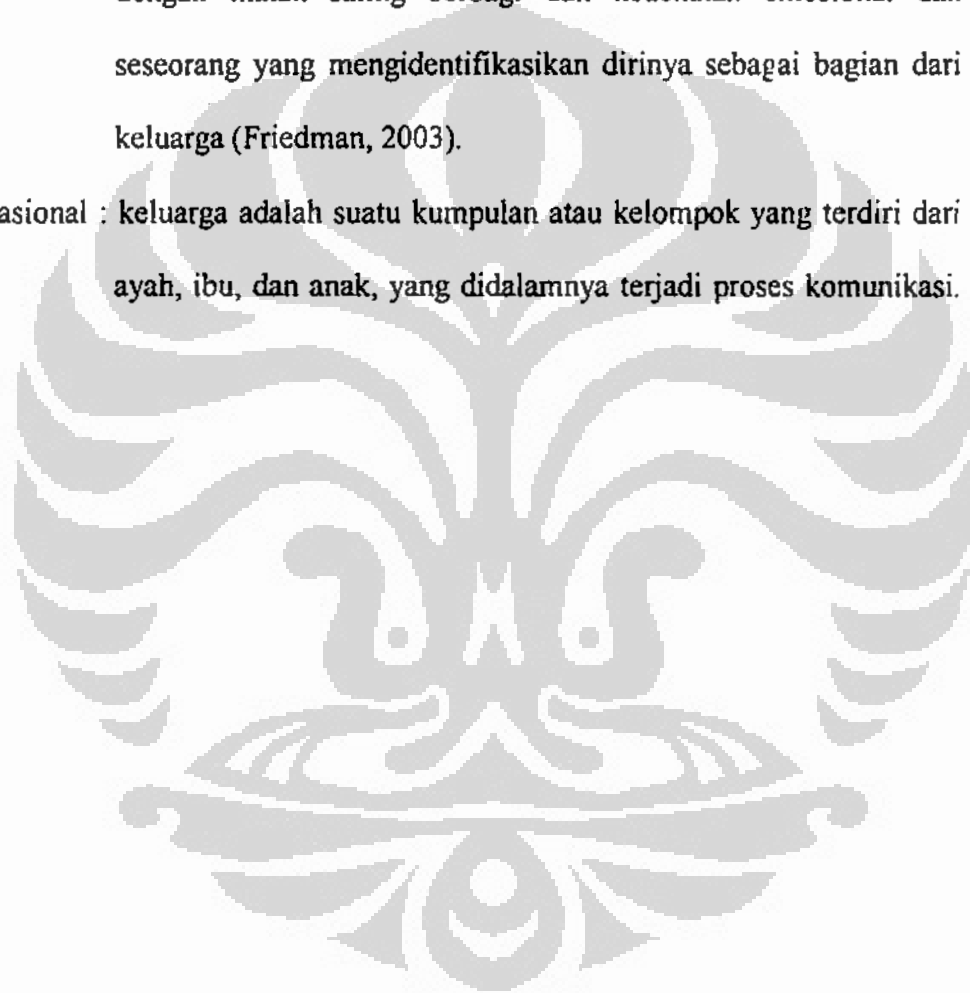 seseorang yang mengidentifikasikan dirinya sebagai bagian dari
keluarga (Friedman, 2003).
asional : keluarga adalah suatu kumpulan atau kelompok yang terdiri dari
ayah, ibu, dan anak, yang didalamnya terjadi proses komunikasi.